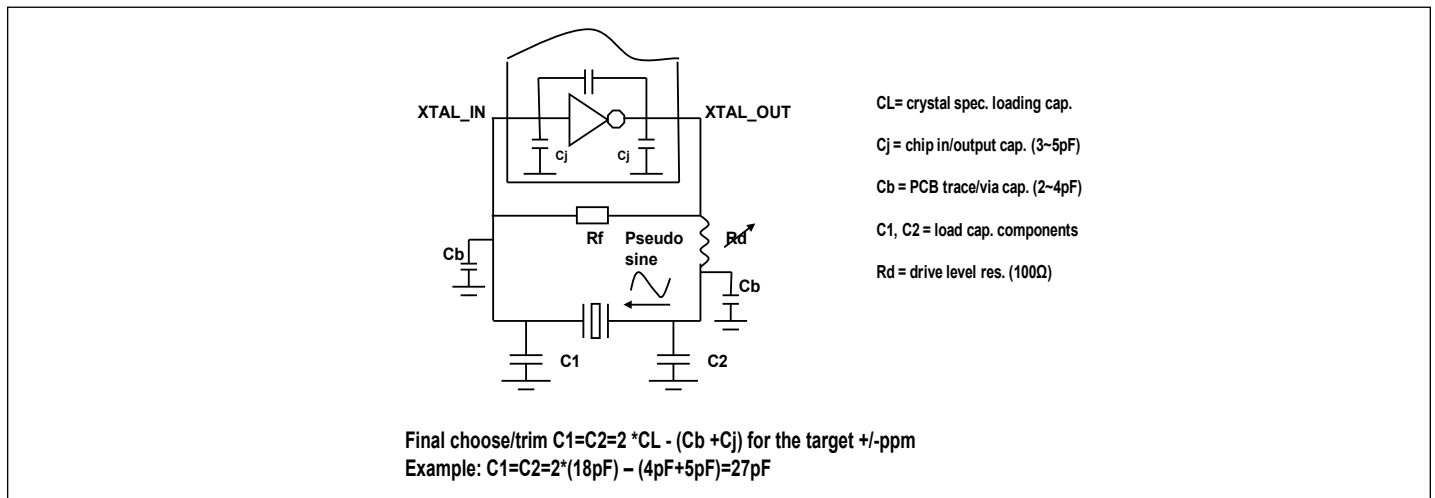 XTAL_IN
XTAL_OUT
Cj
Cj
Rf
Pseudo
sine
Rd
Cb
Cb
C1
C2
CL= crystal spec. loading cap.
Cj = chip in/output cap. (3~5pF)
Cb = PCB trace/via cap. (2~4pF)
C1, C2 = load cap. components
Rd = drive level res. (100Ω)
Final choose/trim C1=C2=2 *CL - (Cb +Cj) for the target +/-ppm
Example: C1=C2=2*(18pF) – (4pF+5pF)=27pF